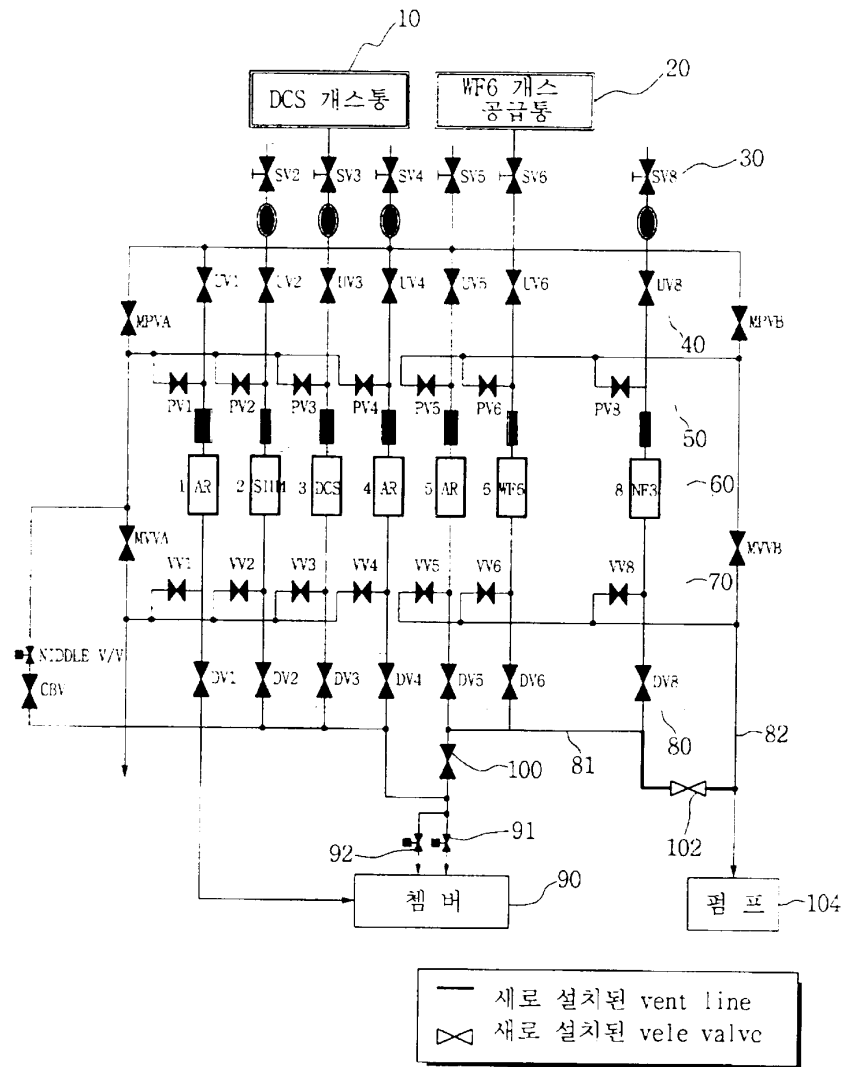 10
20
DCS 개스통
WF6 개스
공급통
30
SV2 SV3 SV4 SV5 SV6 SV8
UV1 UV2 UV3 UV4 UV5 UV6 UV8
MPVA MPVB
40
PV1 PV2 PV3 PV4 PV5 PV6 PV8
50
1 AR 2 3 DCS 4 AR 5 AR 6 WF6 8 NF3
60
MVVA MVVB
VV1 VV2 VV3 VV4 VV5 VV6 VV8
70
NIDDLE V/V
CBV
DV1 DV2 DV3 DV4 DV5 DV6 DV8
80 82
100 81
92 91 102
쳄 버 90
펌 프 104
새로 설치된 vent line
새로 설치된 vele valvc